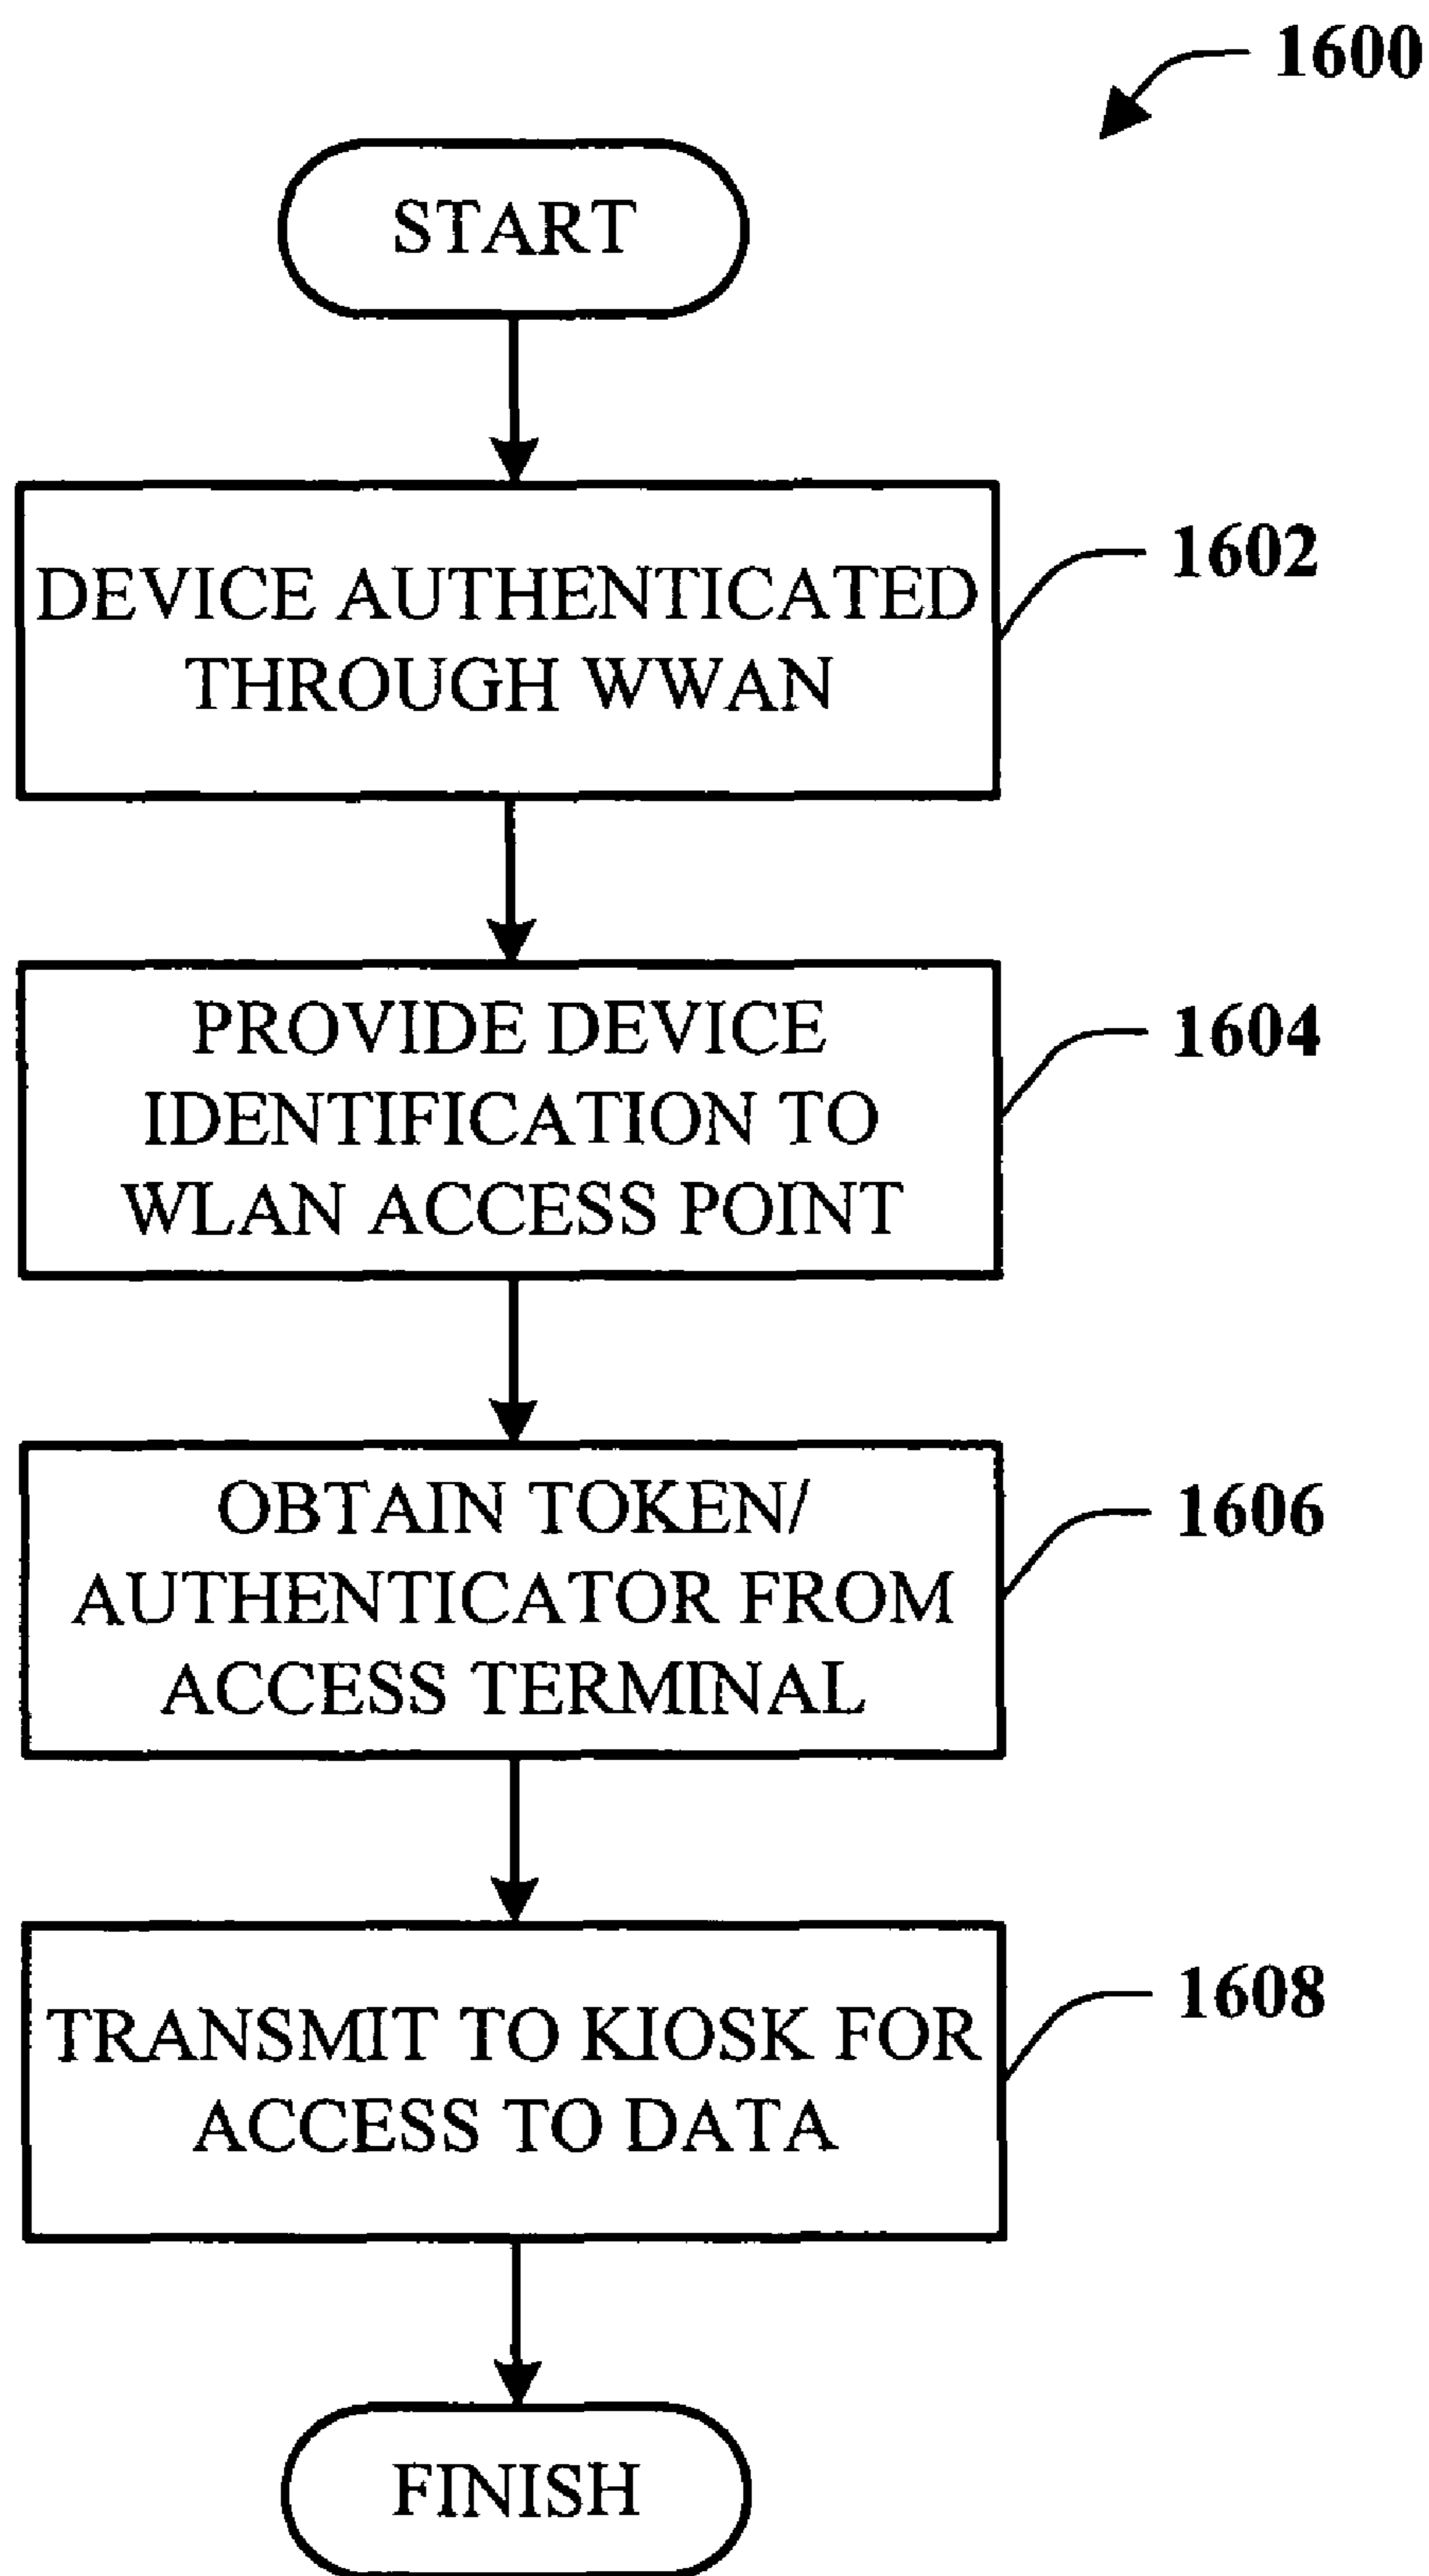 1600
START
DEVICE AUTHENTICATED
THROUGH WWAN
1602
PROVIDE DEVICE
IDENTIFICATION TO
WLAN ACCESS POINT
1604
OBTAIN TOKEN/
AUTHENTICATOR FROM
ACCESS TERMINAL
1606
TRANSMIT TO KIOSK FOR
ACCESS TO DATA
1608
FINISH